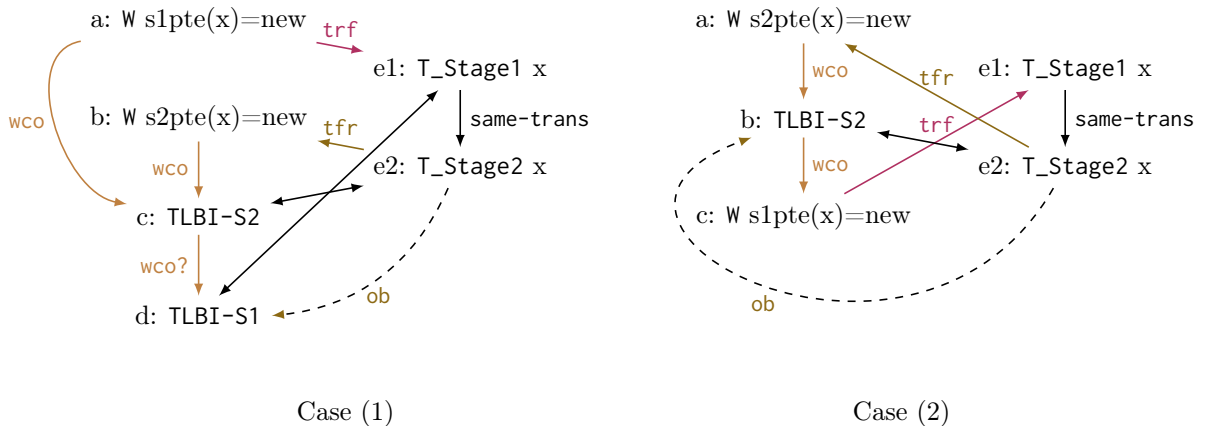 a: W s1pte(x)=new
trf
e1: T_Stage1 x
wco
b: W s2pte(x)=new
tfr
same-trans
wco
e2: T_Stage2 x
c: TLBI-S2
wco?
ob
d: TLBI-S1
Case (1)
a: W s2pte(x)=new
tfr
e1: T_Stage1 x
wco
b: TLBI-S2
trf
same-trans
wco
e2: T_Stage2 x
c: W s1pte(x)=new
ob
Case (2)